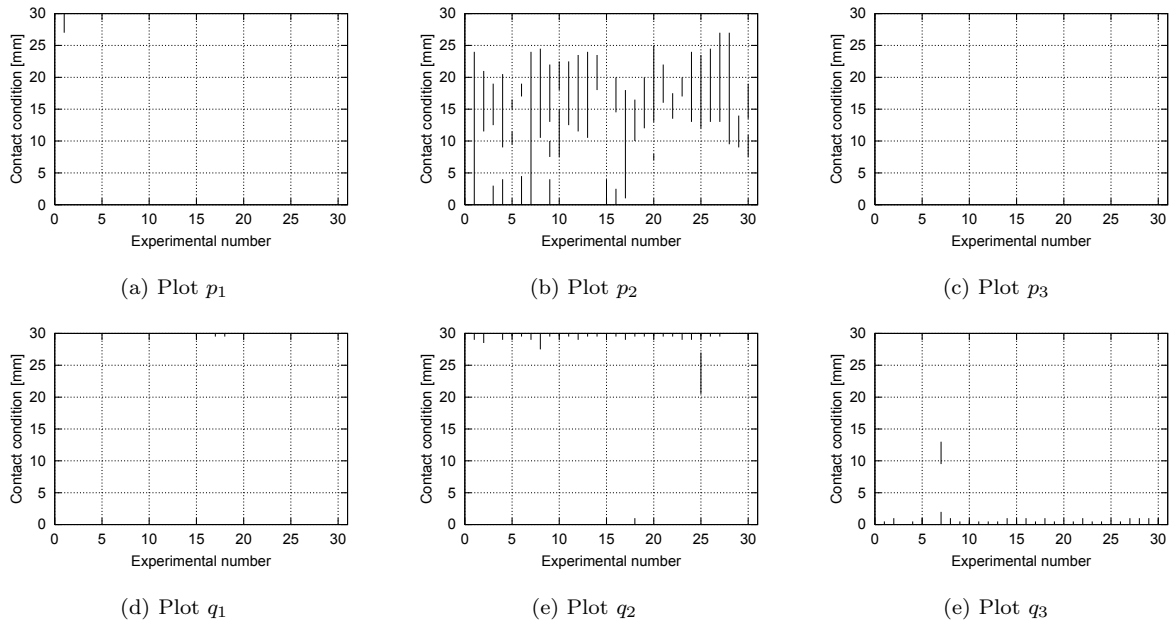 30
25
20
15
10
5
0
Contact condition [mm]
0 5 10 15 20 25 30
Experimental number
(a) Plot p1
30
25
20
15
10
5
0
Contact condition [mm]
0 5 10 15 20 25 30
Experimental number
(b) Plot p2
30
25
20
15
10
5
0
Contact condition [mm]
0 5 10 15 20 25 30
Experimental number
(c) Plot p3
30
25
20
15
10
5
0
Contact condition [mm]
0 5 10 15 20 25 30
Experimental number
(d) Plot q1
30
25
20
15
10
5
0
Contact condition [mm]
0 5 10 15 20 25 30
Experimental number
(e) Plot q2
30
25
20
15
10
5
0
Contact condition [mm]
0 5 10 15 20 25 30
Experimental number
(e) Plot q3